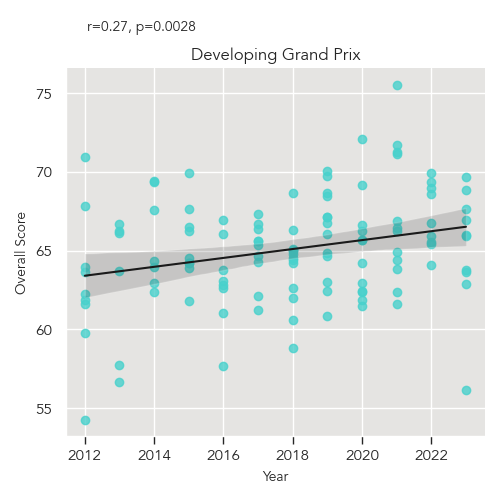 r=0.27, p=0.0028
Developing Grand Prix
75
70
65
60
55
Overall Score
2012 2014 2016 2018 2020 2022
Year